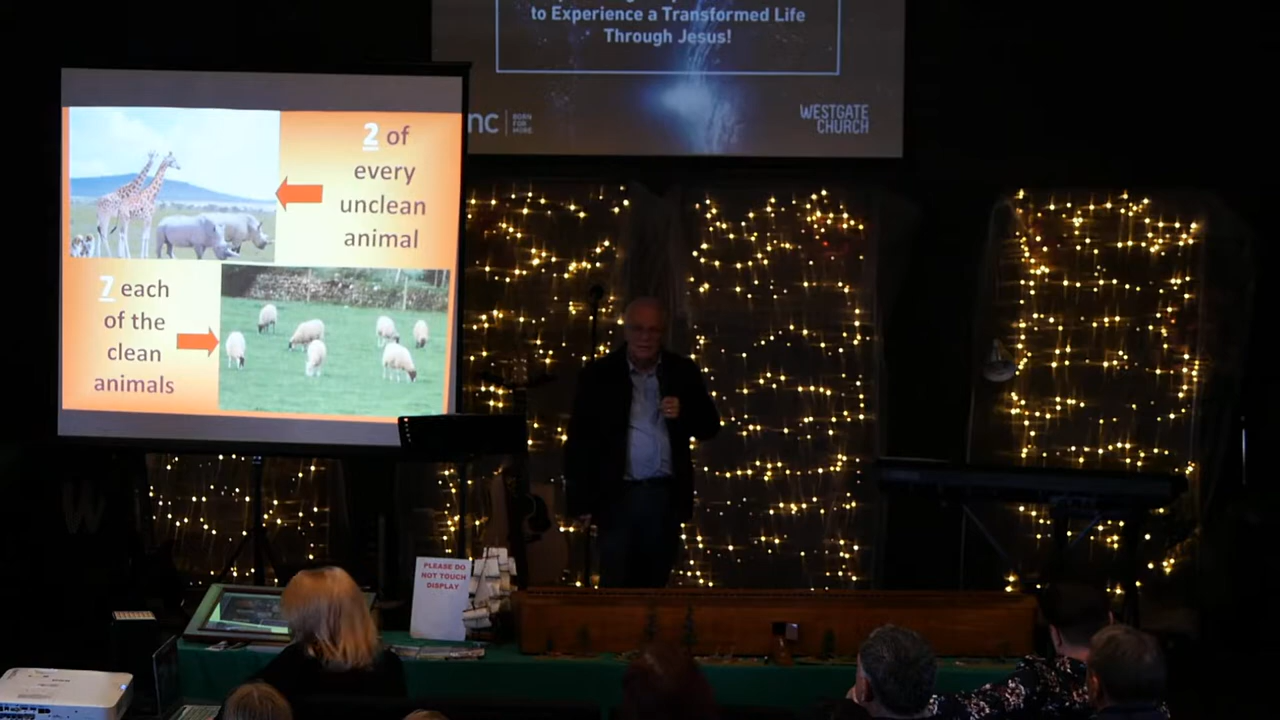 to Experience a Transformed Life
Through Jesus!
nc BORN
FOR
MORE
WESTGATE
CHURCH
2 of
every
unclean
animal
7 each
of the
clean
animals
PLEASE DO
NOT TOUCH
DISPLAY